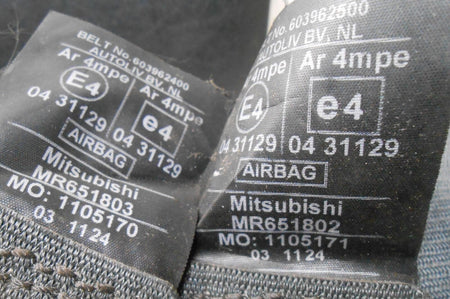 BELT No. 603962400
AUTOLIV BV, NL
Ar 4mpe Ar 4mpe
E4 e4
04 31129 04 31129
AIRBAG
Mitsubishi
MR651803
MO: 1105170
03 1124
BELT No. 603962500
AUTOLIV BV, NL
4mpe Ar 4mpe
E4 e4
04 31129 04 31129
AIRBAG
Mitsubishi
MR651802
MO: 1105171
03 1124